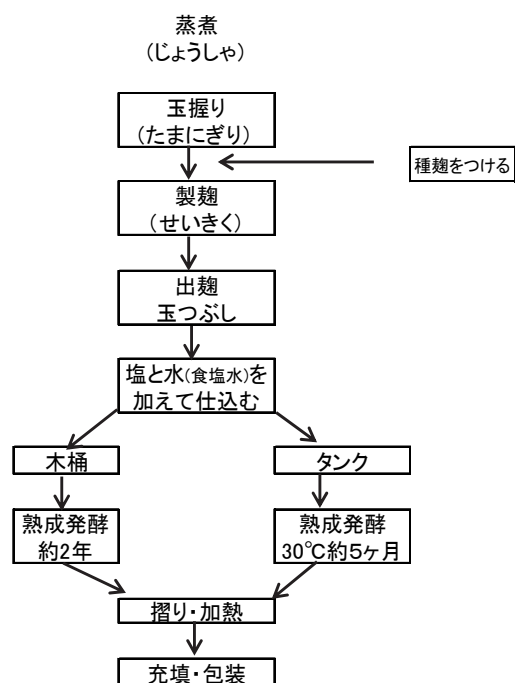 蒸煮
(じょうしゃ)
玉握り
(たまにぎり)
種麹をつける
製麹
(せいきく)
出麹
玉つぶし
塩と水(食塩水)を
加えて仕込む
木桶
タンク
熟成発酵
約2年
熟成発酵
30℃約5ヶ月
摺り・加熱
充填・包装